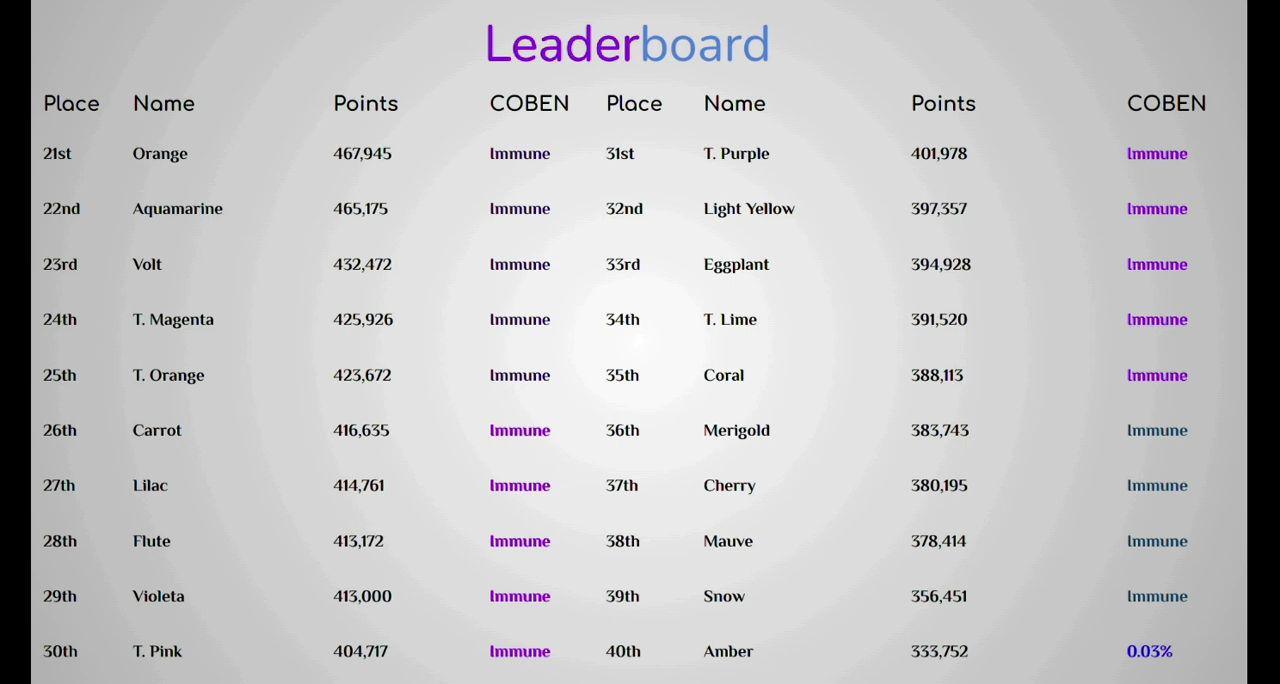 Leaderboard
Place Name Points COBEN Place Name Points COBEN
21st Orange 467,945 Immune 31st T. Purple 401,978 Immune
22nd Aquamarine 465,175 Immune 32nd Light Yellow 397,357 Immune
23rd Volt 432,472 Immune 33rd Eggplant 394,928 Immune
24th T. Magenta 425,926 Immune 34th T. Lime 391,520 Immune
25th T. Orange 423,672 Immune 35th Coral 388,113 Immune
26th Carrot 416,635 Immune 36th Merigold 383,743 Immune
27th Lilac 414,761 Immune 37th Cherry 380,195 Immune
28th Flute 413,172 Immune 38th Mauve 378,414 Immune
29th Violeta 413,000 Immune 39th Snow 356,451 Immune
30th T. Pink 404,717 Immune 40th Amber 333,752 0.03%